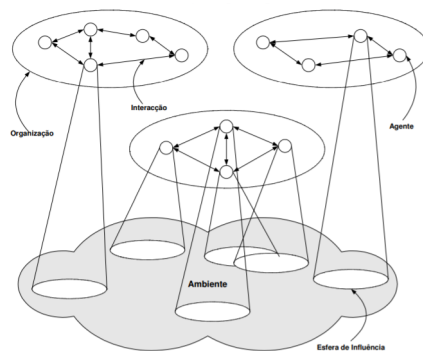 Interacção
Organização
Agente
Ambiente
Esfera de Influência